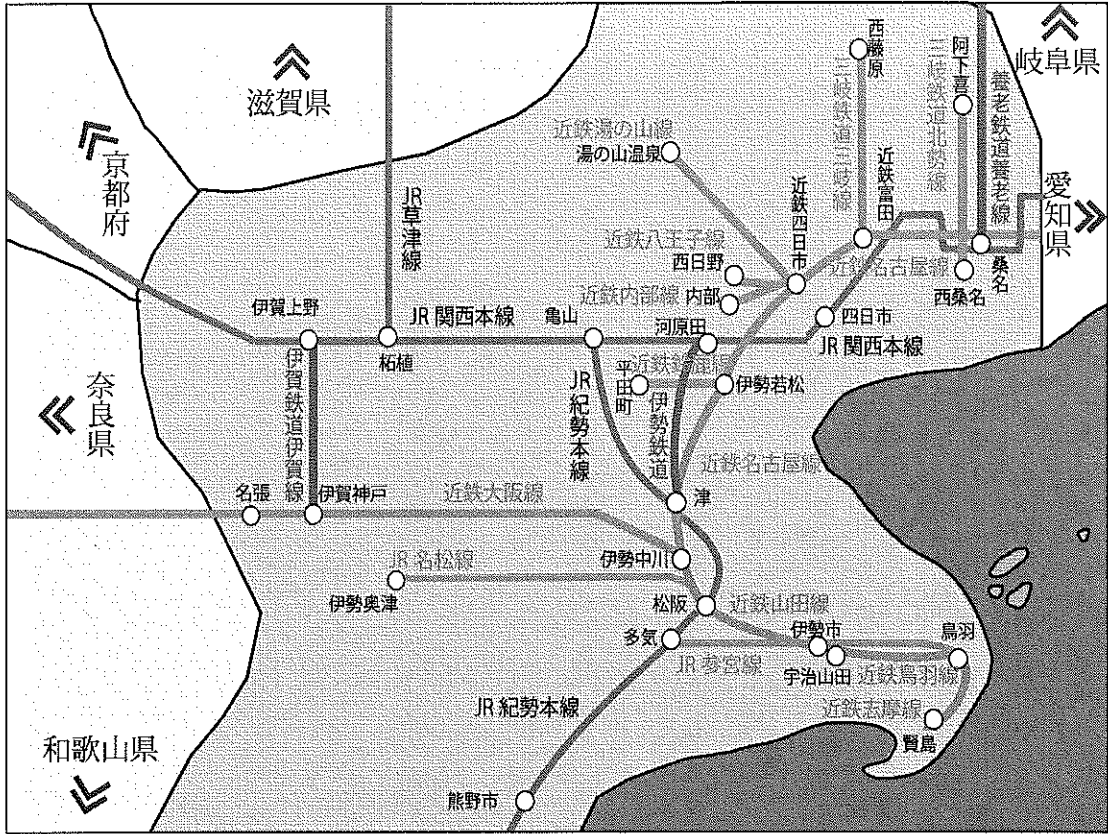 滋賀県
京都府
奈良県
和歌山県
岐阜県
愛知県
西藤原
阿下喜
三岐鉄道三岐線
三岐鉄道北勢線
養老鉄道養老線
近鉄湯の山線
湯の山温泉
近鉄富田
近鉄四日市
JR草津線
近鉄八王子線
西日野
近鉄名古屋線
西桑名
桑名
近鉄内部線
内部
伊賀上野
JR関西本線
亀山
河原田
四日市
JR関西本線
柘植
平田町
伊勢若松
伊賀鉄道伊賀線
JR紀勢本線
伊勢鉄道
近鉄名古屋線
名張
伊賀神戸
近鉄大阪線
津
JR名松線
伊勢中川
伊勢奥津
松阪
近鉄山田線
多気
伊勢市
鳥羽
JR参宮線
宇治山田
近鉄鳥羽線
JR紀勢本線
近鉄志摩線
賢島
熊野市